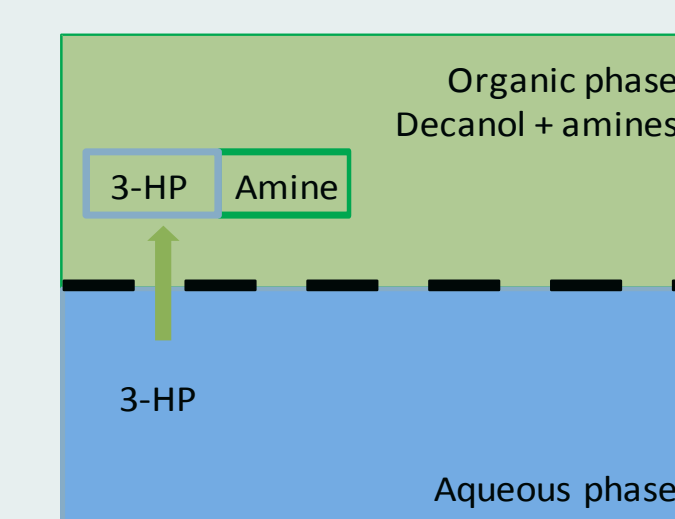 Organic phase
Decanol + amines
3-HP Amine
3-HP
Aqueous phase